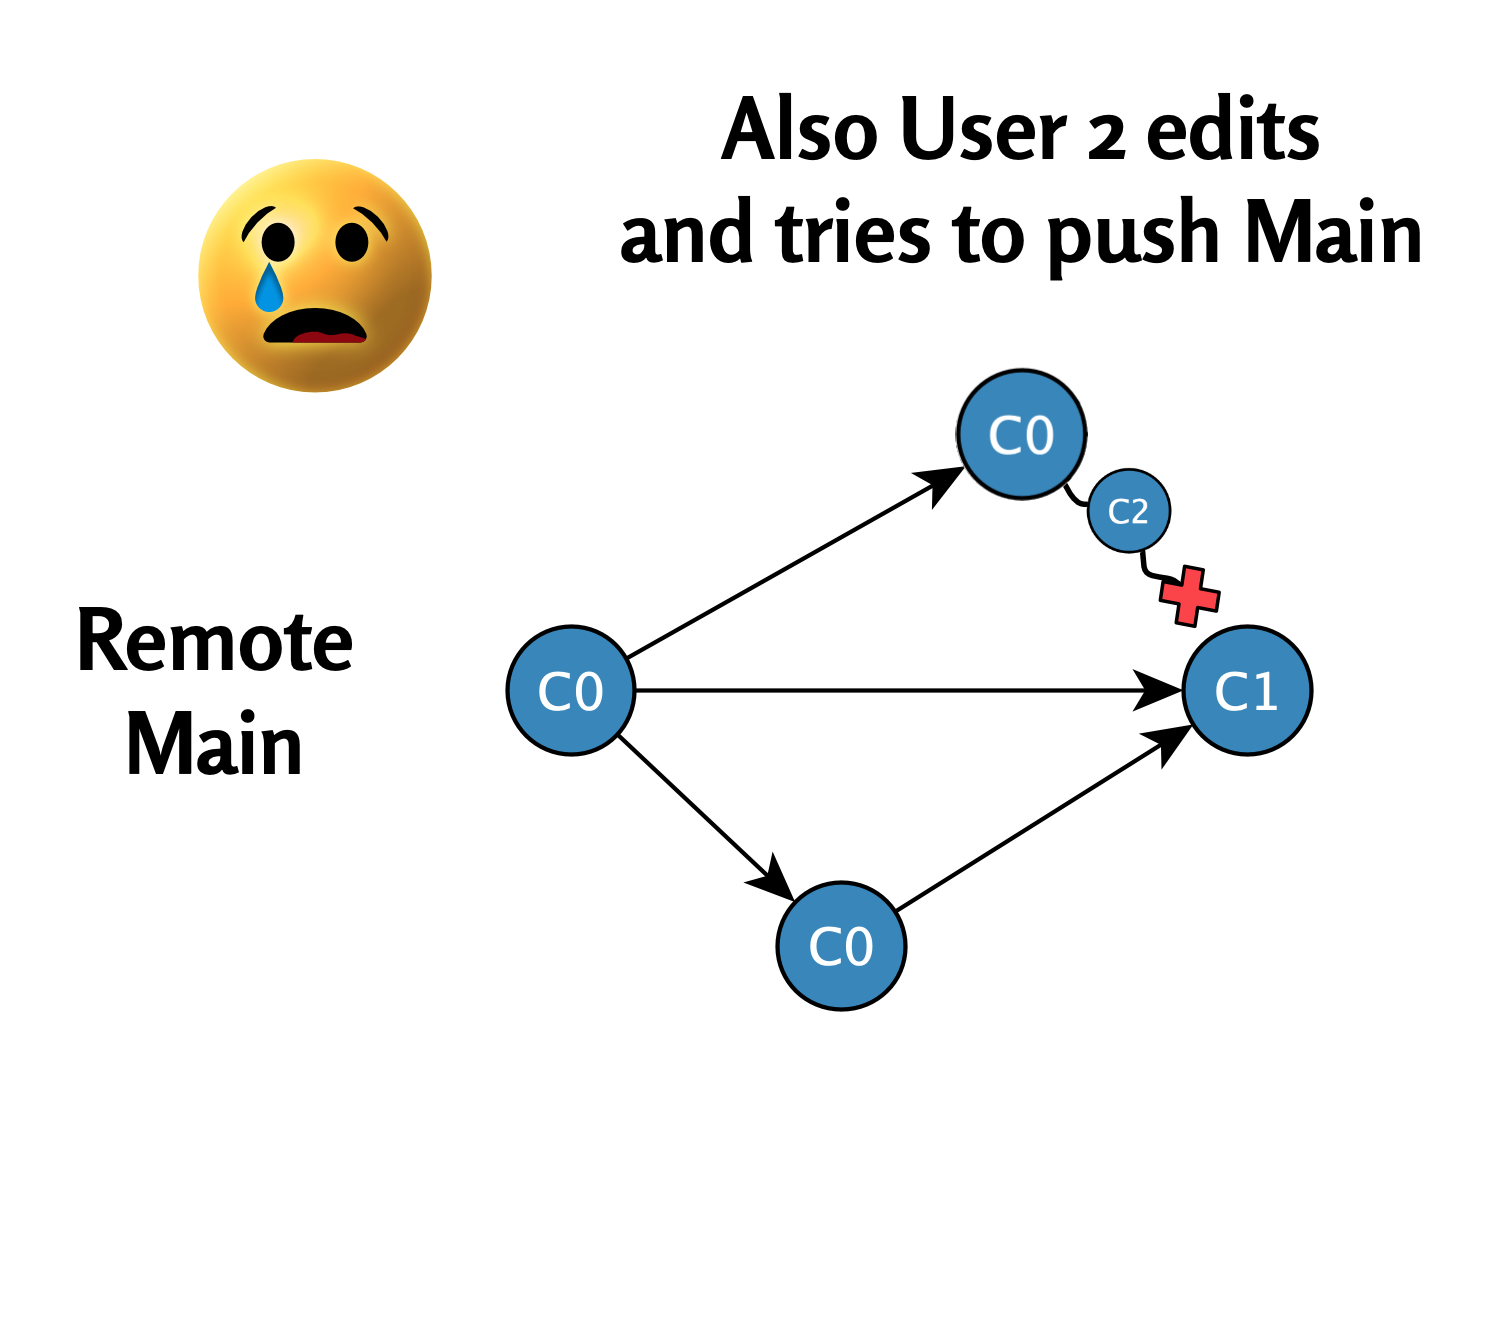 Also User 2 edits
and tries to push Main
C0
C2
Remote
Main
C0
C1
C0